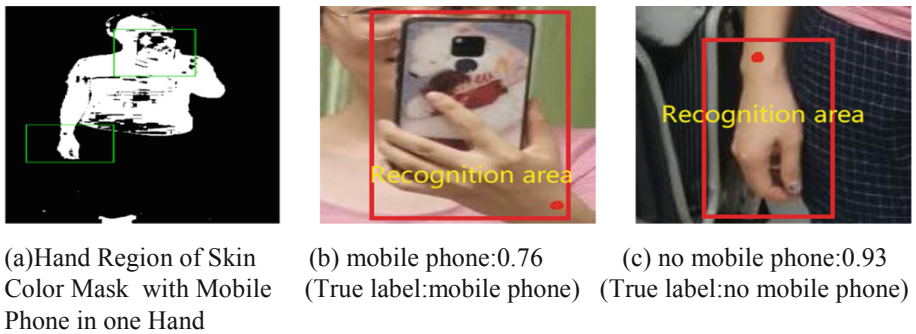 Recognition area
Recognition area
(a)Hand Region of Skin
Color Mask with Mobile
Phone in one Hand
(b) mobile phone:0.76
(True label:mobile phone)
(c) no mobile phone:0.93
(True label:no mobile phone)